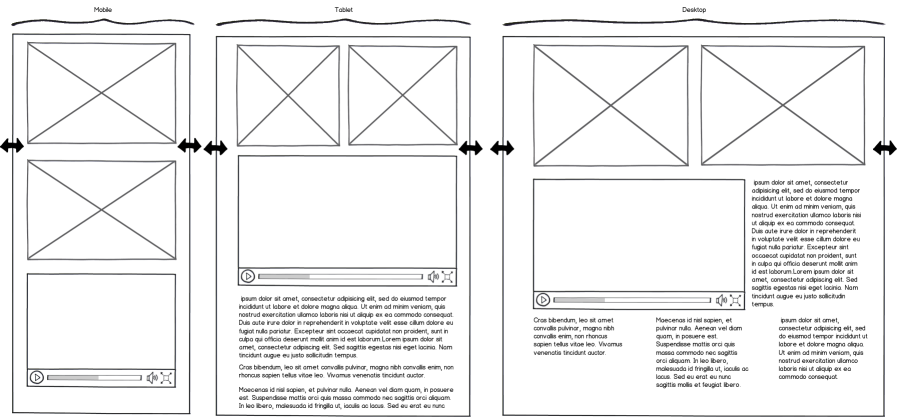 Mobile
Tablet
Desktop
ipsum dolor sit amet, consectetur adipisicing elit, sed do eiusmod tempor
incididunt ut labore et dolore magna aliqua. Ut enim ad minim veniam, quis
nostrud exercitation ullamco laboris nisi ut aliquip ex ea commodo consequat.
Duis aute irure dolor in reprehenderit in voluptate velit esse cillum dolore eu
fugiat nulla pariatur. Excepteur sint occaecat cupidatat non proident, sunt in
culpa qui officia deserunt mollit anim id est laborum.Lorem ipsum dolor sit
amet, consectetur adipiscing elit. Sed sagittis egestas nisi eget lacinia. Nam
tincidunt augue eu justo sollicitudin tempus.
Cras bibendum, leo sit amet convallis pulvinar, magna nibh convallis enim, non
rhoncus sapien tellus vitae leo. Vivamus venenatis tincidunt auctor.
Maecenas id nisl sapien, et pulvinar nulla. Aenean vel diam quam, in posuere
est. Suspendisse mattis orci quis massa commodo nec sagittis orci aliquam.
In leo libero, malesuada id fringilla ut, iaculis ac lacus. Sed eu erat eu nunc
ipsum dolor sit amet, consectetur
adipisicing elit, sed do eiusmod tempor
incididunt ut labore et dolore magna
aliqua. Ut enim ad minim veniam, quis
nostrud exercitation ullamco laboris nisi
ut aliquip ex ea commodo consequat.
Duis aute irure dolor in reprehenderit
in voluptate velit esse cillum dolore eu
fugiat nulla pariatur. Excepteur sint
occaecat cupidatat non proident, sunt
in culpa qui officia deserunt mollit anim
id est laborum.Lorem ipsum dolor sit
amet, consectetur adipiscing elit. Sed
sagittis egestas nisi eget lacinia. Nam
tincidunt augue eu justo sollicitudin
tempus.
Cras bibendum, leo sit amet
convallis pulvinar, magna nibh
convallis enim, non rhoncus
sapien tellus vitae leo. Vivamus
venenatis tincidunt auctor.
Maecenas id nisl sapien, et
pulvinar nulla. Aenean vel diam
quam, in posuere est.
Suspendisse mattis orci quis
massa commodo nec sagittis
orci aliquam. In leo libero,
malesuada id fringilla ut, iaculis ac
lacus. Sed eu erat eu nunc
sagittis mollis et feugiat libero.
ipsum dolor sit amet,
consectetur adipisicing elit, sed
do eiusmod tempor incididunt ut
labore et dolore magna aliqua.
Ut enim ad minim veniam, quis
nostrud exercitation ullamco
laboris nisi ut aliquip ex ea
commodo consequat.